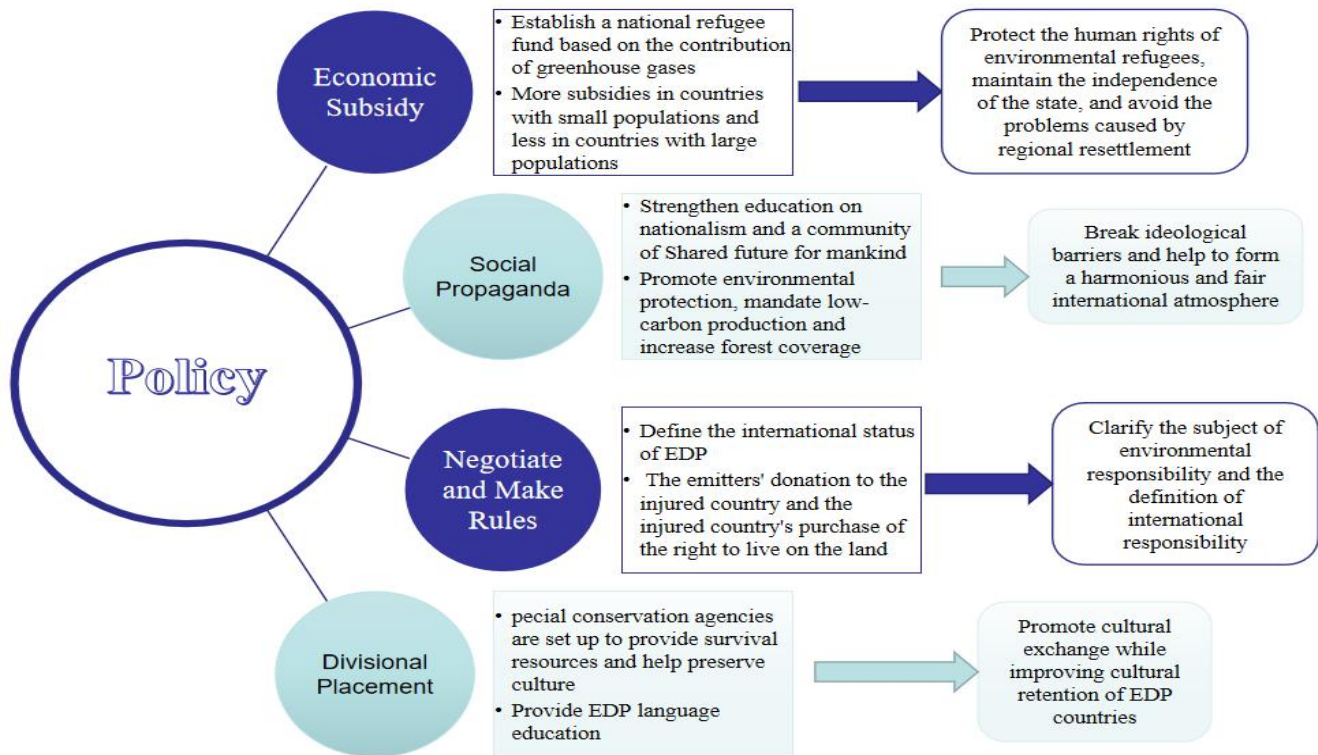 Policy
Economic
Subsidy
• Establish a national refugee
fund based on the contribution
of greenhouse gases
• More subsidies in countries
with small populations and
less in countries with large
populations
Protect the human rights of
environmental refugees,
maintain the independence
of the state, and avoid the
problems caused by
regional resettlement
Social
Propaganda
• Strengthen education on
nationalism and a community
of Shared future for mankind
• Promote environmental
protection, mandate low-
carbon production and
increase forest coverage
Break ideological
barriers and help to form
a harmonious and fair
international atmosphere
Negotiate
and Make
Rules
• Define the international status
of EDP
• The emitters' donation to the
injured country and the
injured country's purchase of
the right to live on the land
Clarify the subject of
environmental
responsibility and the
definition of
international
responsibility
Divisional
Placement
• pecial conservation agencies
are set up to provide survival
resources and help preserve
culture
• Provide EDP language
education
Promote cultural
exchange while
improving cultural
retention of EDP
countries